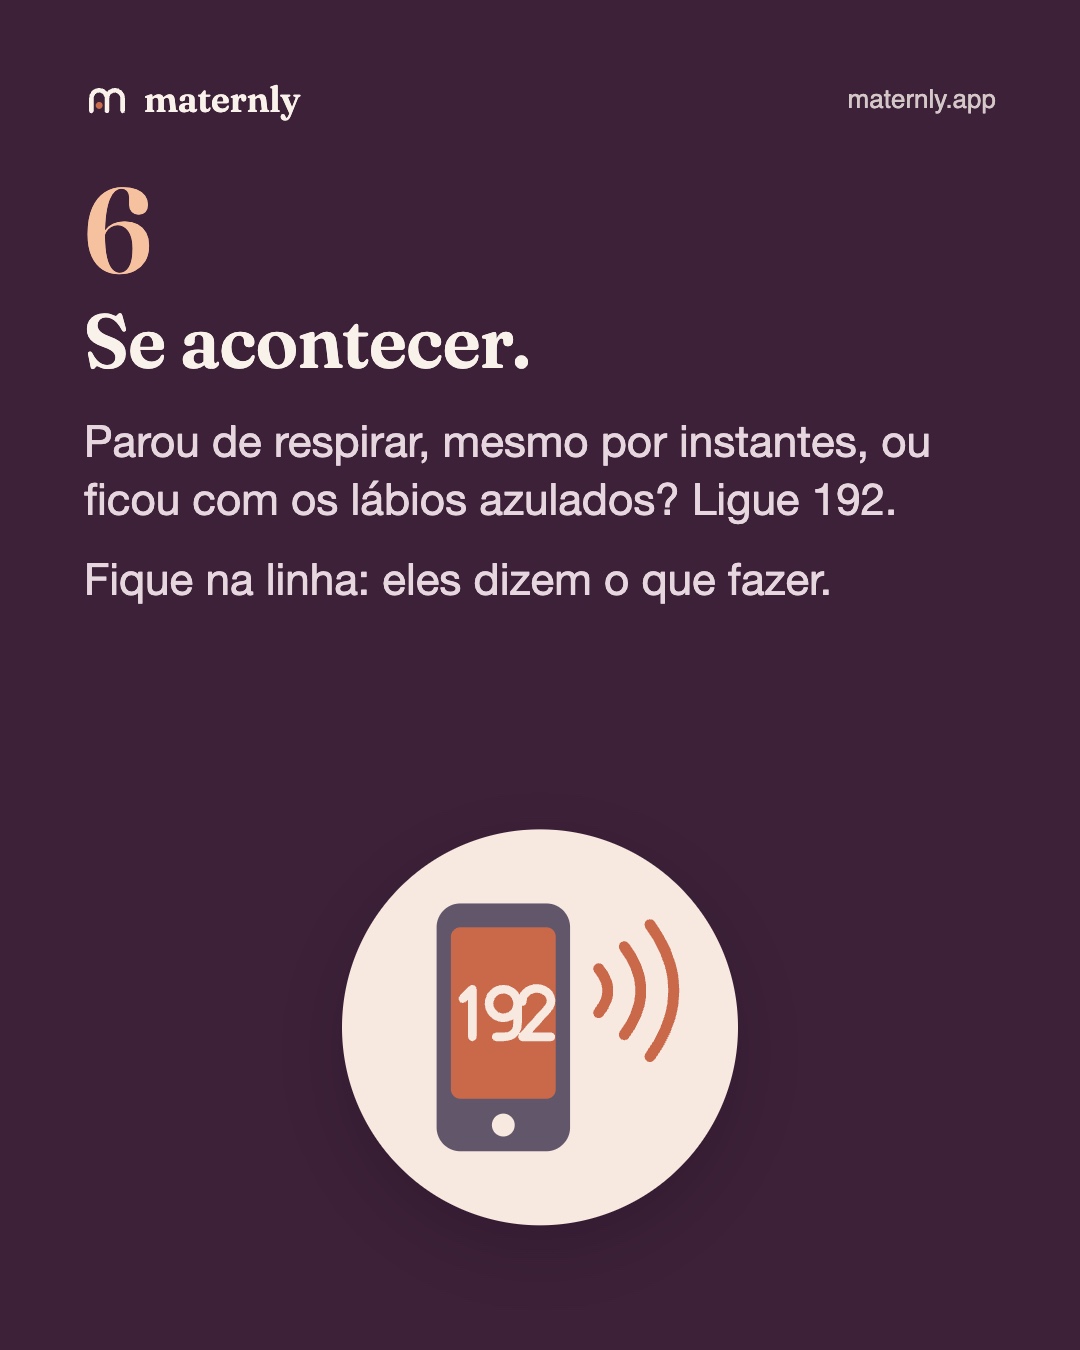 maternly
maternly.app
6
Se acontecer.
Parou de respirar, mesmo por instantes, ou
ficou com os lábios azulados? Ligue 192.
Fique na linha: eles dizem o que fazer.
192